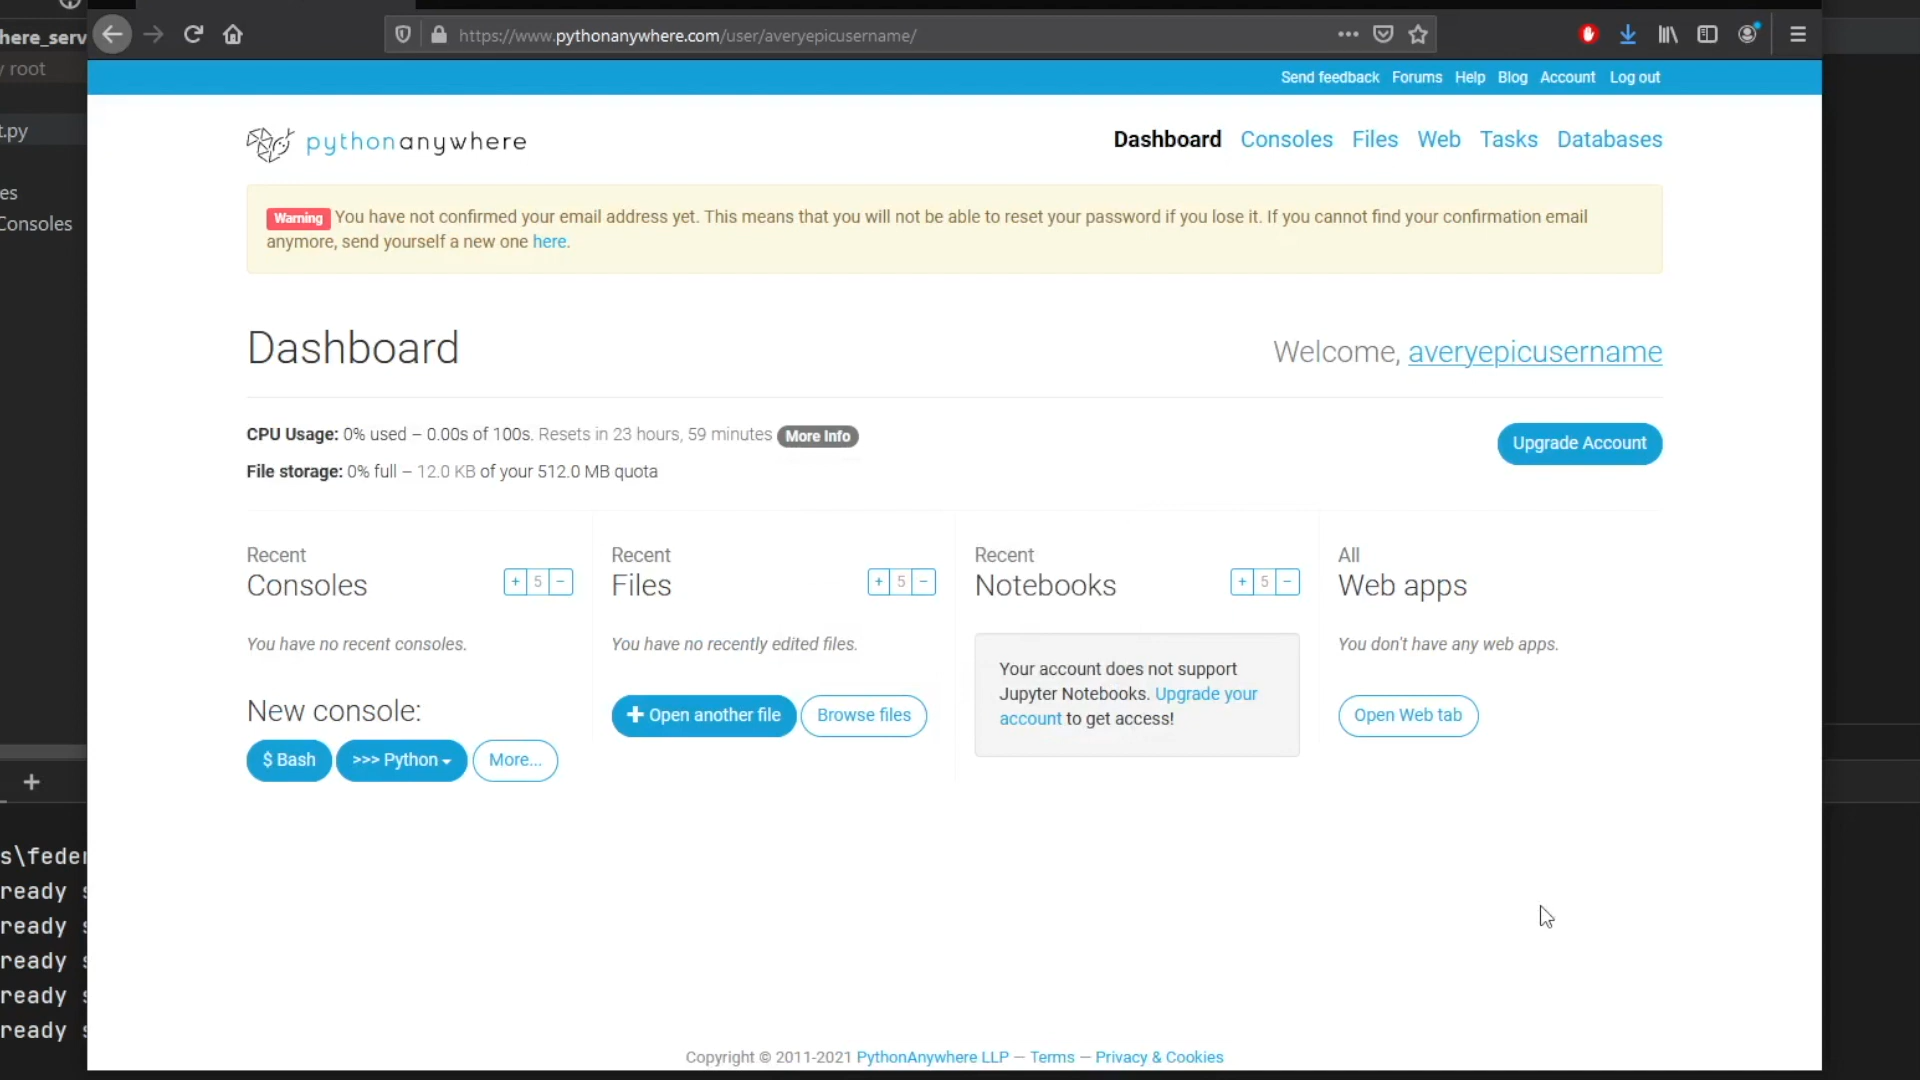 here_serv
https://www.pythonanywhere.com/user/averyepicusername/
root
Send feedback Forums Help Blog Account Log out
t.py
pythonanywhere
Dashboard Consoles Files Web Tasks Databases
es
Consoles
Warning You have not confirmed your email address yet. This means that you will not be able to reset your password if you lose it. If you cannot find your confirmation email
anymore, send yourself a new one here.
Dashboard
Welcome, averyepicusername
CPU Usage: 0% used – 0.00s of 100s. Resets in 23 hours, 59 minutes More Info
Upgrade Account
File storage: 0% full – 12.0 KB of your 512.0 MB quota
Recent
Consoles
+ 5 −
You have no recent consoles.
New console:
$ Bash >>> Python More...
Recent
Files
+ 5 −
You have no recently edited files.
+ Open another file Browse files
Recent
Notebooks
+ 5 −
Your account does not support
Jupyter Notebooks. Upgrade your
account to get access!
All
Web apps
You don't have any web apps.
Open Web tab
+
s\feder
ready s
ready s
ready s
ready s
ready s
Copyright © 2011-2021 PythonAnywhere LLP — Terms — Privacy & Cookies